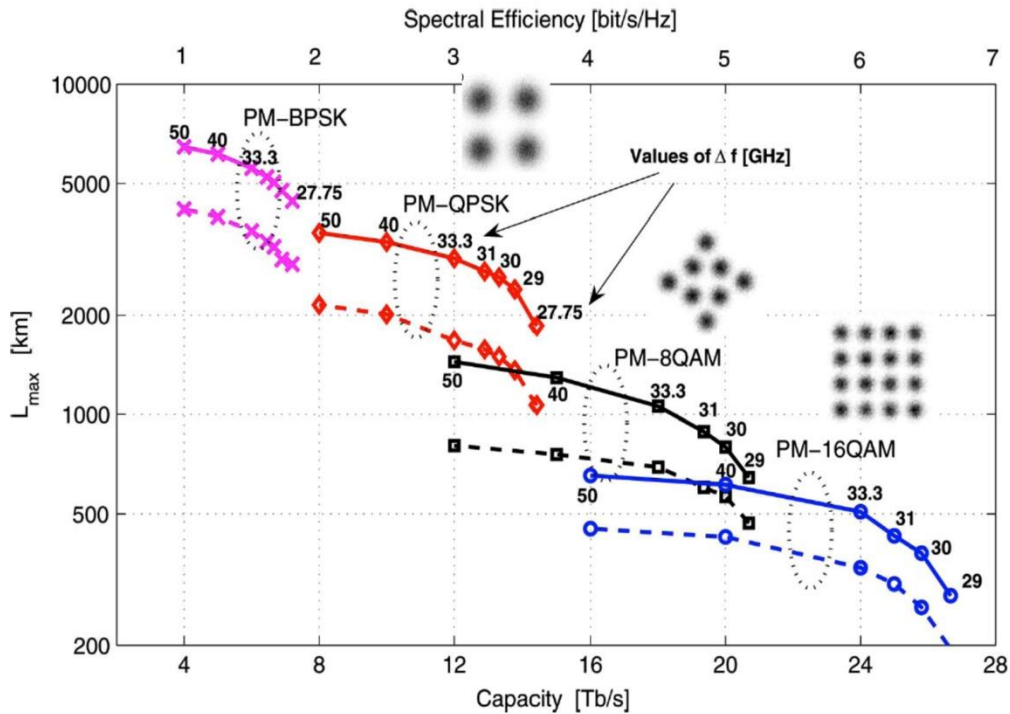 Spectral Efficiency [bit/s/Hz]
1 2 3 4 5 6 7
10000
PM-BPSK
50 40 33.3
27.75
Values of Δ f [GHz]
5000
PM-QPSK
50 40 33.3 31 30 29
27.75
2000
PM-8QAM
50 40 33.3 31 30 29
1000
PM-16QAM
50 40 33.3 31 30 29
500
200
L_max [km]
4 8 12 16 20 24 28
Capacity [Tb/s]